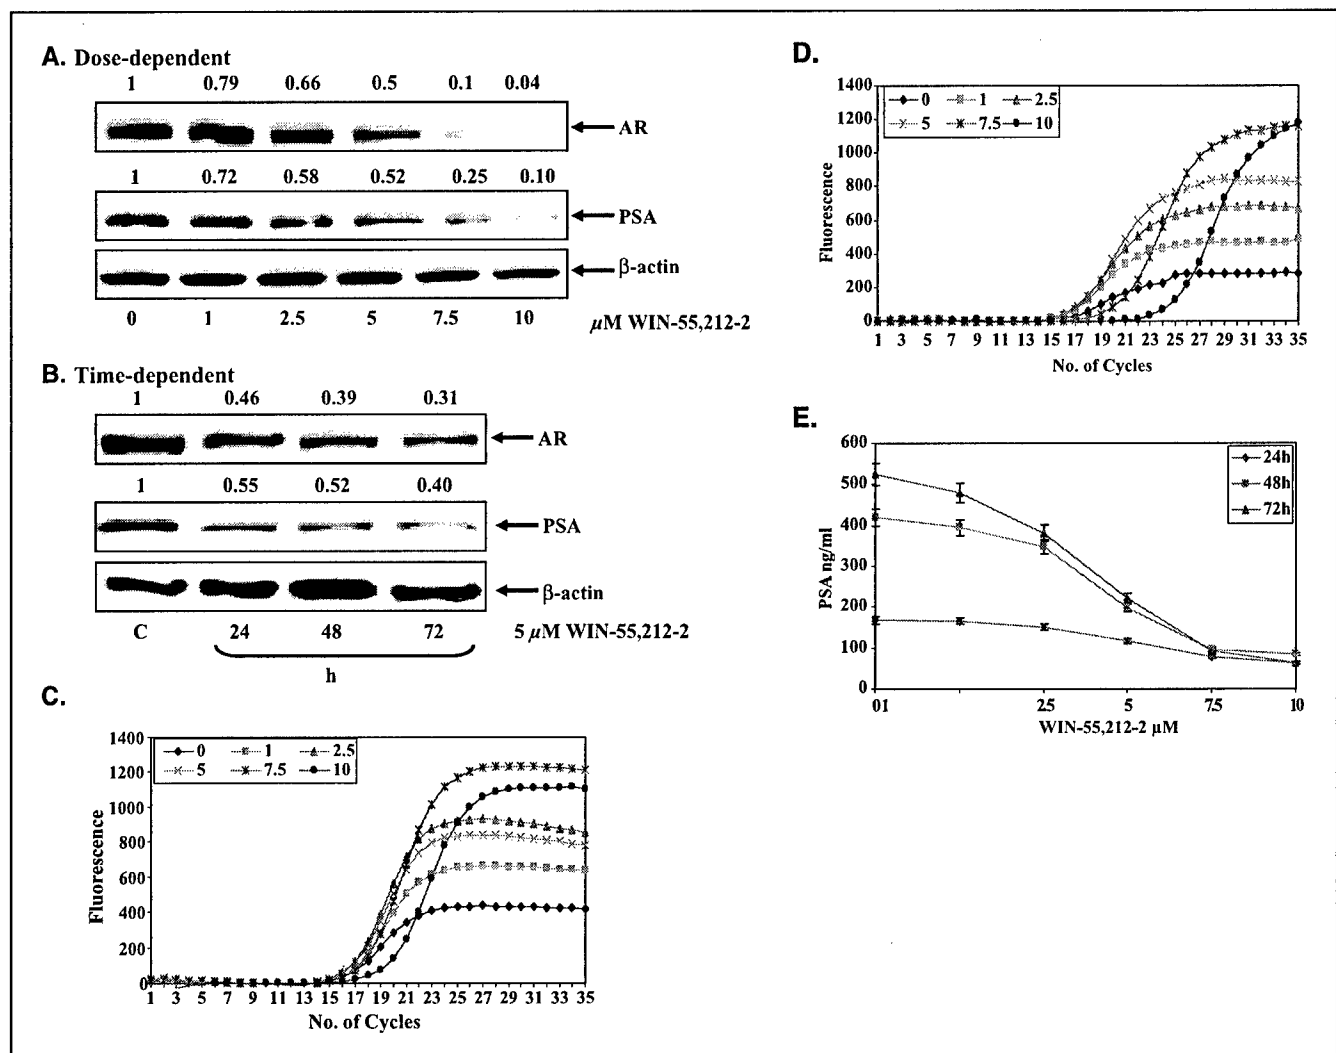 A. Dose-dependent
1 0.79 0.66 0.5 0.1 0.04
AR
1 0.72 0.58 0.52 0.25 0.10
PSA
β-actin
0 1 2.5 5 7.5 10 μM WIN-55,212-2
B. Time-dependent
1 0.46 0.39 0.31
AR
1 0.55 0.52 0.40
PSA
β-actin
C 24 48 72 5 μM WIN-55,212-2
h
C.
1400
1200
1000
800
600
400
200
0
Fluorescence
0 1 2.5
5 7.5 10
1 3 5 7 9 11 13 15 17 19 21 23 25 27 29 31 33 35
No. of Cycles
D.
1400
1200
1000
800
600
400
200
0
Fluorescence
0 1 2.5
5 7.5 10
1 3 5 7 9 11 13 15 17 19 21 23 25 27 29 31 33 35
No. of Cycles
E.
600
500
400
300
200
100
0
PSA ng/ml
24h
48h
72h
01 2.5 5 7.5 10
WIN-55,212-2 μM